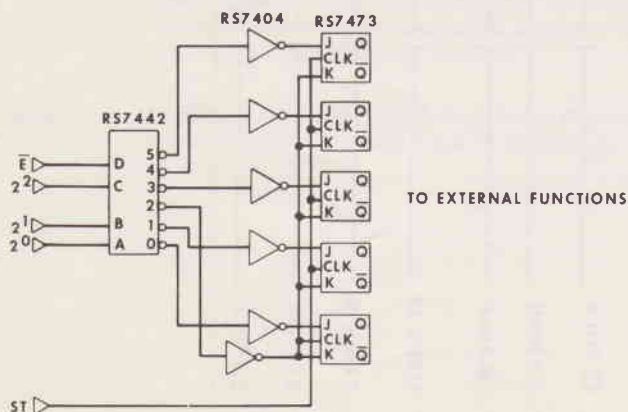 RS7404
RS7473
J Q
CLK
K Q̅
J Q
CLK
K Q̅
RS7442
E̅
D
5
4
2²
C
3
2
2¹
B
1
2⁰
A
0
J Q
CLK
K Q̅
TO EXTERNAL FUNCTIONS
J Q
CLK
K Q̅
J Q
CLK
K Q̅
ST